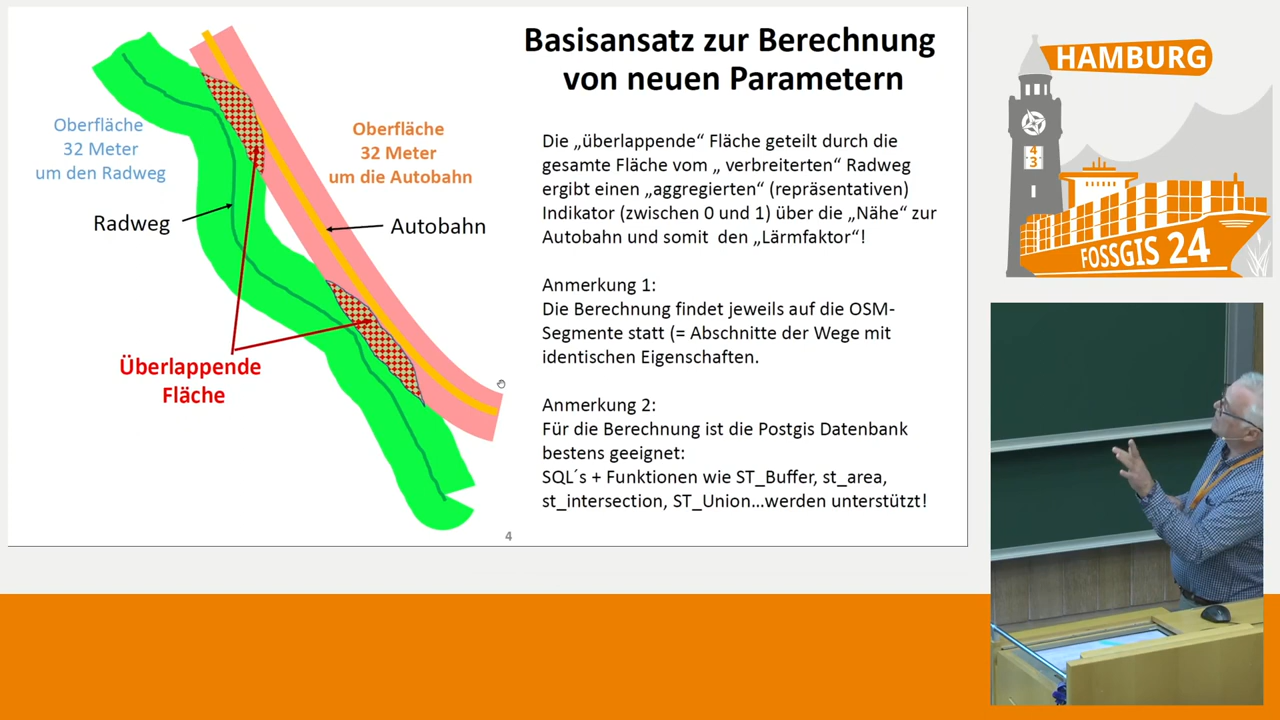 Basisansatz zur Berechnung
von neuen Parametern
Oberfläche
32 Meter
um den Radweg
Oberfläche
32 Meter
um die Autobahn
Radweg
Autobahn
Überlappende
Fläche
Die „überlappende“ Fläche geteilt durch die
gesamte Fläche vom „ verbreiterten“ Radweg
ergibt einen „aggregierten“ (repräsentativen)
Indikator (zwischen 0 und 1) über die „Nähe“ zur
Autobahn und somit  den „Lärmfaktor“!
Anmerkung 1:
Die Berechnung findet jeweils auf die OSM-
Segmente statt (= Abschnitte der Wege mit
identischen Eigenschaften.
Anmerkung 2:
Für die Berechnung ist die Postgis Datenbank
bestens geeignet:
SQL´s + Funktionen wie ST_Buffer, st_area,
st_intersection, ST_Union...werden unterstützt!
4
HAMBURG
4
3
FOSSGIS 24